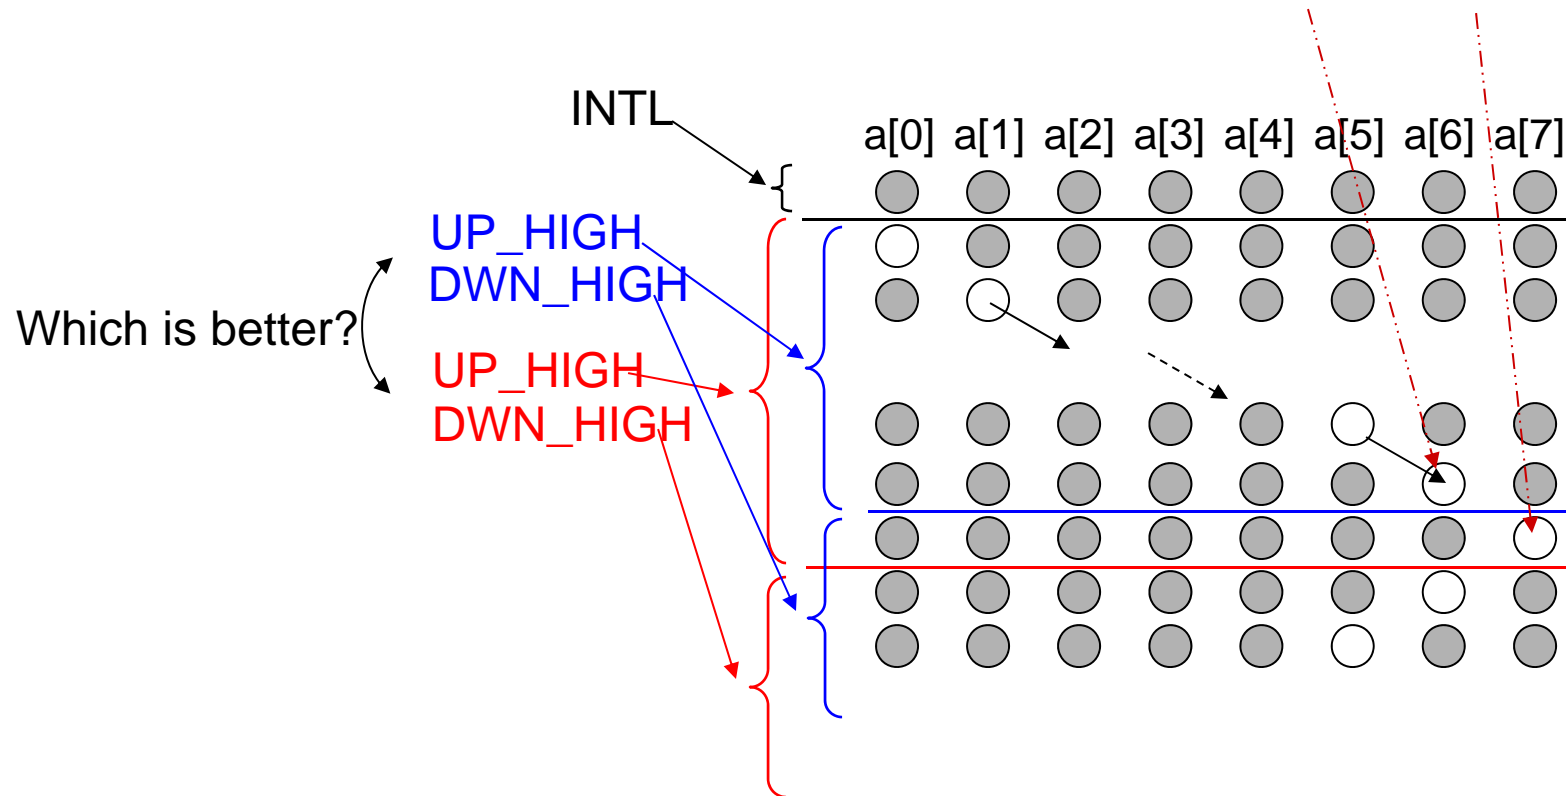 INTL
a[0] a[1] a[2] a[3] a[4] a[5] a[6] a[7]
UP_HIGH
DWN_HIGH
Which is better?
UP_HIGH
DWN_HIGH